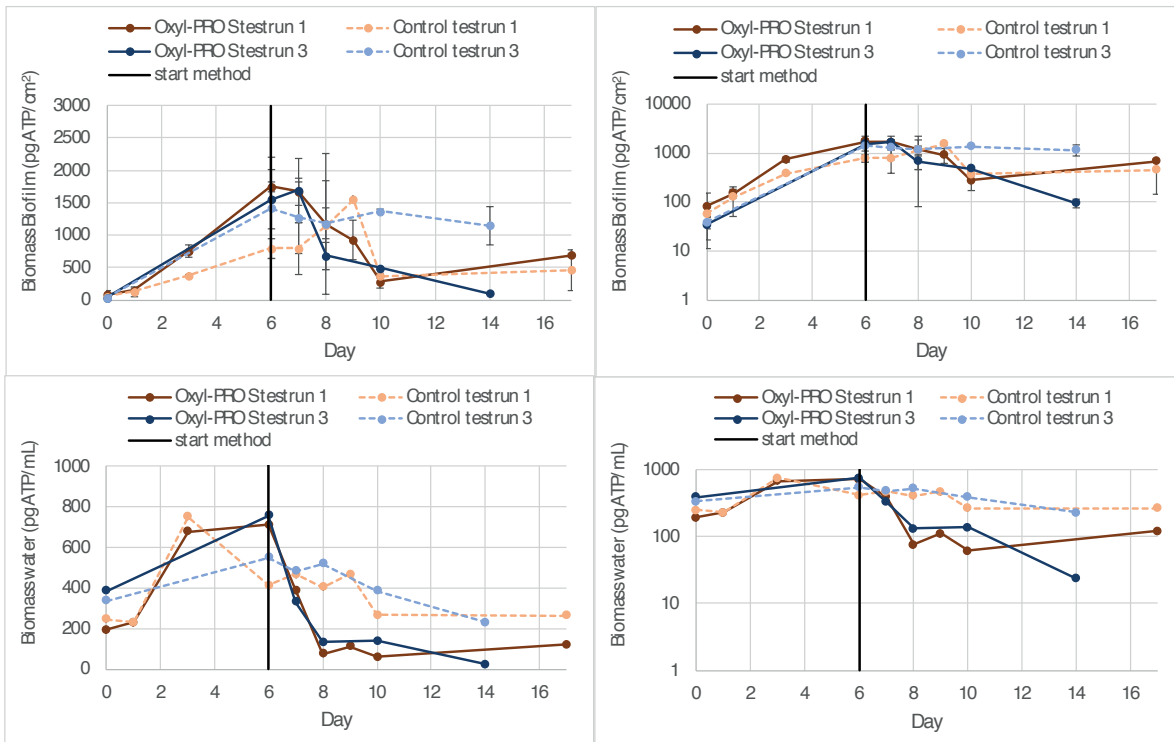 Oxyl-PRO Stestrun 1 Control testrun 1
Oxyl-PRO Stestrun 3 Control testrun 3
start method
Biomass Biofilm (pgATP/cm²)
3000
2500
2000
1500
1000
500
0
0 2 4 6 8 10 12 14 16
Day
Oxyl-PRO Stestrun 1 Control testrun 1
Oxyl-PRO Stestrun 3 Control testrun 3
start method
Biomass Biofilm (pgATP/cm²)
10000
1000
100
10
1
0 2 4 6 8 10 12 14 16
Day
Oxyl-PRO Stestrun 1 Control testrun 1
Oxyl-PRO Stestrun 3 Control testrun 3
start method
Biomasswater (pgATP/mL)
1000
800
600
400
200
0
0 2 4 6 8 10 12 14 16
Day
Oxyl-PRO Stestrun 1 Control testrun 1
Oxyl-PRO Stestrun 3 Control testrun 3
start method
Biomasswater (pgATP/mL)
1000
100
10
1
0 2 4 6 8 10 12 14 16
Day